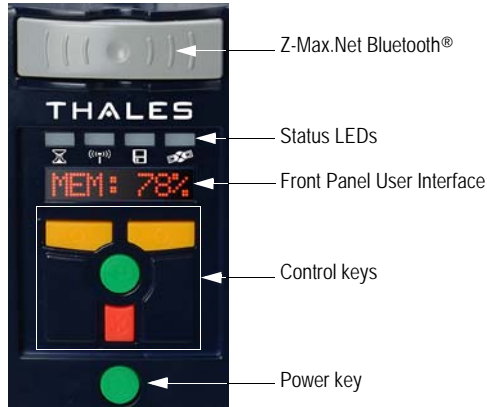 Z-Max.Net Bluetooth®
THALES
Status LEDs
MEM: 78%
Front Panel User Interface
Control keys
Power key